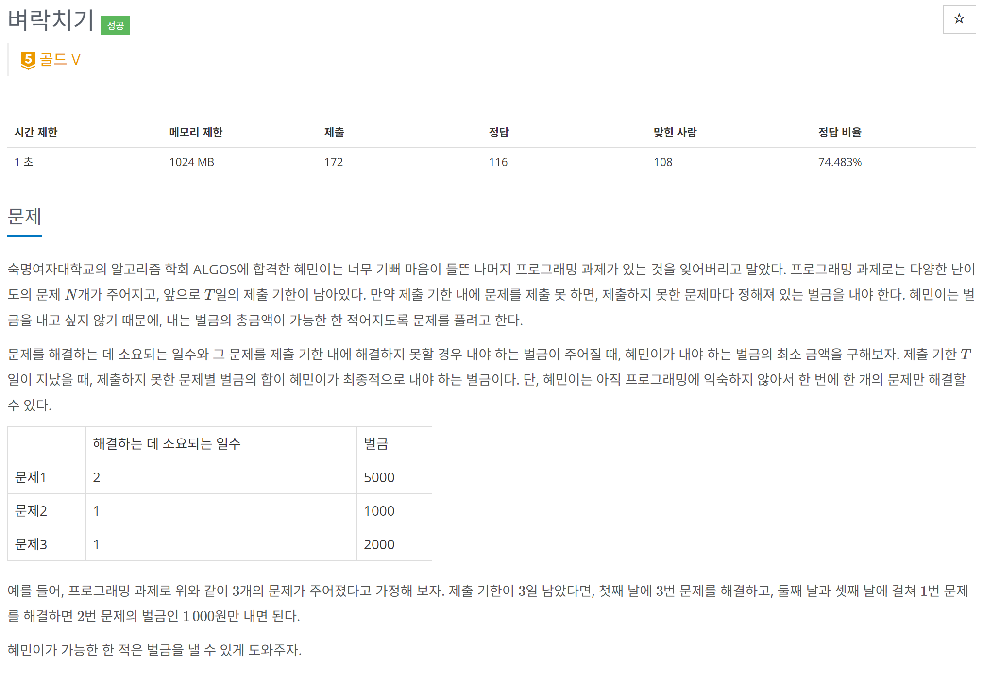 벼락치기 성공
☆
5 골드 V
시간 제한 메모리 제한 제출 정답 맞힌 사람 정답 비율
1 초 1024 MB 172 116 108 74.483%
문제
숙명여자대학교의 알고리즘 학회 ALGOS에 합격한 혜민이는 너무 기뻐 마음이 들뜬 나머지 프로그래밍 과제가 있는 것을 잊어버리고 말았다. 프로그래밍 과제로는 다양한 난이
도의 문제 N개가 주어지고, 앞으로 T일의 제출 기한이 남아있다. 만약 제출 기한 내에 문제를 제출 못 하면, 제출하지 못한 문제마다 정해져 있는 벌금을 내야 한다. 혜민이는 벌
금을 내고 싶지 않기 때문에, 내는 벌금의 총금액이 가능한 한 적어지도록 문제를 풀려고 한다.
문제를 해결하는 데 소요되는 일수와 그 문제를 제출 기한 내에 해결하지 못할 경우 내야 하는 벌금이 주어질 때, 혜민이가 내야 하는 벌금의 최소 금액을 구해보자. 제출 기한 T
일이 지났을 때, 제출하지 못한 문제별 벌금의 합이 혜민이가 최종적으로 내야 하는 벌금이다. 단, 혜민이는 아직 프로그래밍에 익숙하지 않아서 한 번에 한 개의 문제만 해결할
수 있다.
해결하는 데 소요되는 일수 벌금
문제1 2 5000
문제2 1 1000
문제3 1 2000
예를 들어, 프로그래밍 과제로 위와 같이 3개의 문제가 주어졌다고 가정해 보자. 제출 기한이 3일 남았다면, 첫째 날에 3번 문제를 해결하고, 둘째 날과 셋째 날에 걸쳐 1번 문제
를 해결하면 2번 문제의 벌금인 1 000원만 내면 된다.
혜민이가 가능한 한 적은 벌금을 낼 수 있게 도와주자.